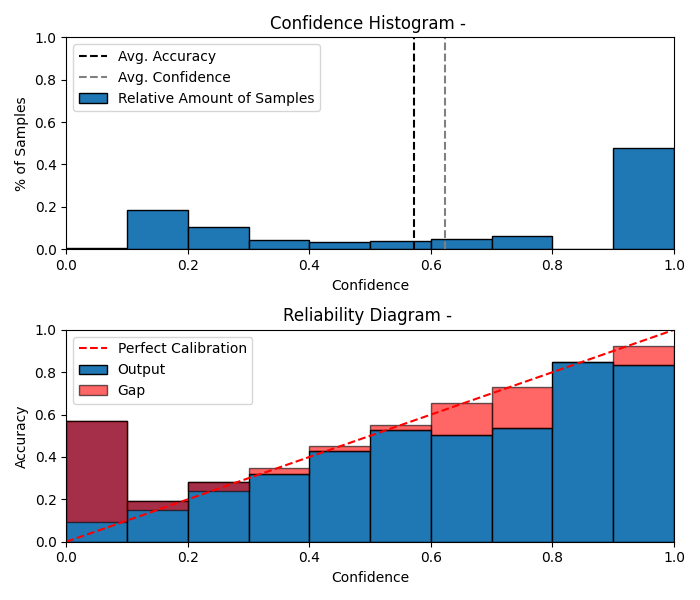 Confidence Histogram -
1.0
0.8
0.6
0.4
0.2
0.0
% of Samples
Avg. Accuracy
Avg. Confidence
Relative Amount of Samples
0.0 0.2 0.4 0.6 0.8 1.0
Confidence
Reliability Diagram -
1.0
0.8
0.6
0.4
0.2
0.0
Accuracy
Perfect Calibration
Output
Gap
0.0 0.2 0.4 0.6 0.8 1.0
Confidence